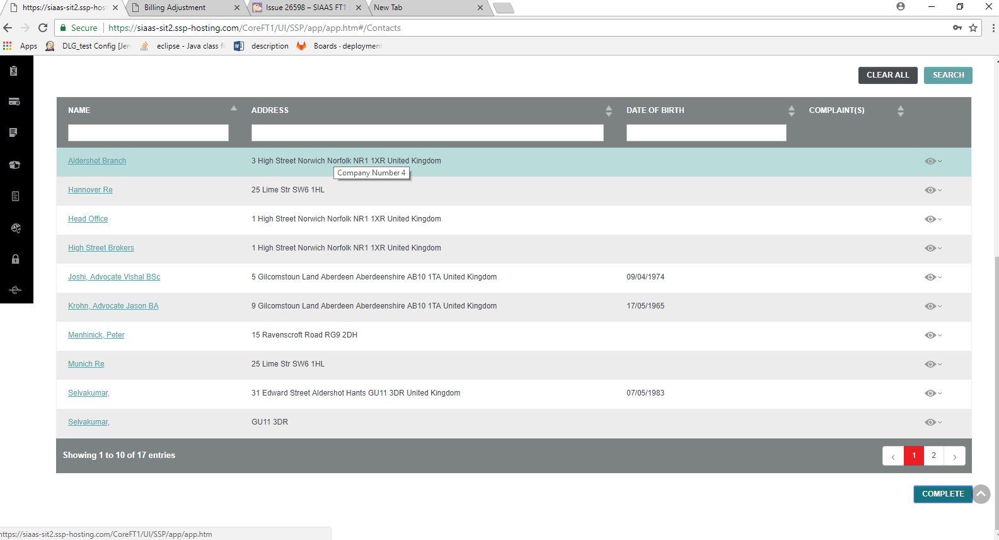 https://siaas-sit2.ssp-host
Billing Adjustment
Issue 26598 – SIAAS FT1
New Tab
Secure
https://siaas-sit2.ssp-hosting.com/CoreFT1/UI/SSP/app/app.htm#/Contacts
Apps
DLG_test Config [Jen
eclipse - Java class fi
description
Boards · deployment
CLEAR ALL
SEARCH
NAME
ADDRESS
DATE OF BIRTH
COMPLAINT(S)
Aldershot Branch
3 High Street Norwich Norfolk NR1 1XR United Kingdom
Company Number 4
Hannover Re
25 Lime Str SW6 1HL
Head Office
1 High Street Norwich Norfolk NR1 1XR United Kingdom
High Street Brokers
1 High Street Norwich Norfolk NR1 1XR United Kingdom
Joshi, Advocate Vishal BSc
5 Gilcomstoun Land Aberdeen Aberdeenshire AB10 1TA United Kingdom
09/04/1974
Krohn, Advocate Jason BA
9 Gilcomstoun Land Aberdeen Aberdeenshire AB10 1TA United Kingdom
17/05/1965
Menhinick, Peter
15 Ravenscroft Road RG9 2DH
Munich Re
25 Lime Str SW6 1HL
Selvakumar,
31 Edward Street Aldershot Hants GU11 3DR United Kingdom
07/05/1983
Selvakumar,
GU11 3DR
Showing 1 to 10 of 17 entries
‹ 1 2 ›
COMPLETE
https://siaas-sit2.ssp-hosting.com/CoreFT1/UI/SSP/app/app.htm